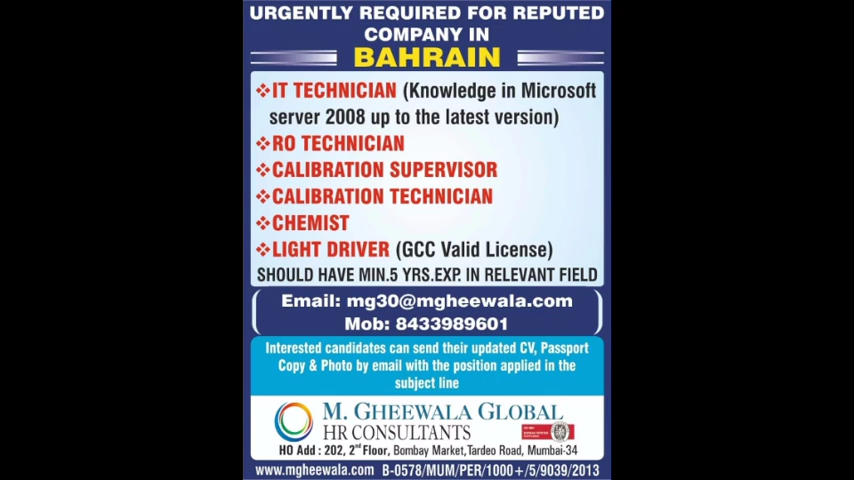 URGENTLY REQUIRED FOR REPUTED
COMPANY IN
BAHRAIN
❖IT TECHNICIAN (Knowledge in Microsoft
server 2008 up to the latest version)
❖RO TECHNICIAN
❖CALIBRATION SUPERVISOR
❖CALIBRATION TECHNICIAN
❖CHEMIST
❖LIGHT DRIVER (GCC Valid License)
SHOULD HAVE MIN.5 YRS.EXP. IN RELEVANT FIELD
Email: mg30@mgheewala.com
Mob: 8433989601
Interested candidates can send their updated CV, Passport
Copy & Photo by email with the position applied in the
subject line
M. GHEEWALA GLOBAL
HR CONSULTANTS
HO Add : 202, 2nd Floor, Bombay Market,Tardeo Road, Mumbai-34
www.mgheewala.com B-0578/MUM/PER/1000+/5/9039/2013